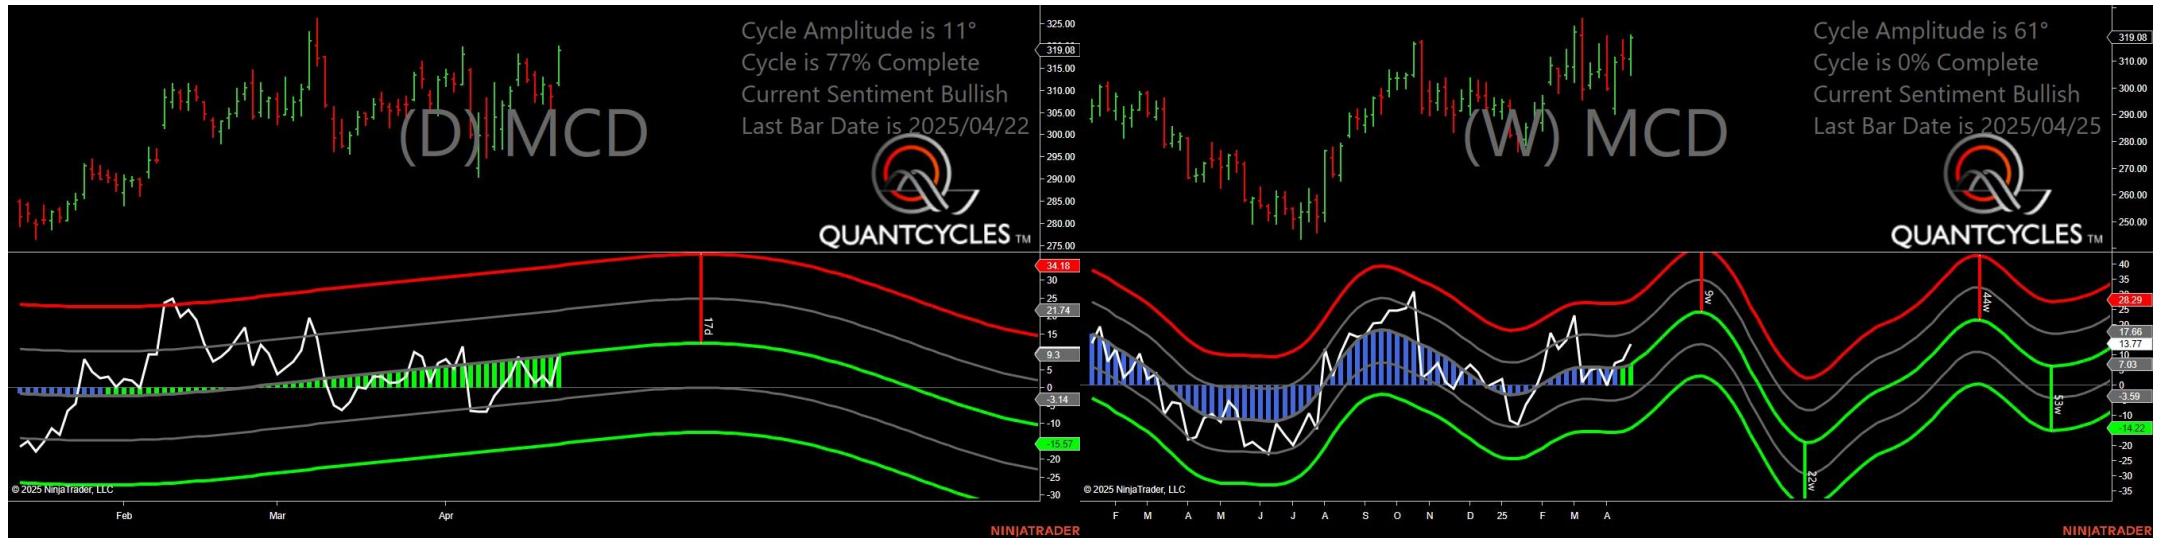 Cycle Amplitude is 11°
Cycle is 77% Complete
Current Sentiment Bullish
Last Bar Date is 2025/04/22
(D) MCD
QUANTCYCLES TM
325.00
319.08
315.00
310.00
305.00
300.00
295.00
290.00
285.00
280.00
275.00
34.18
30
25
21.74
15
9.3
5
0
-3.14
-10
-15.57
-20
-25
-30
17d
© 2025 NinjaTrader, LLC
Feb
Mar
Apr
NINJATRADER
Cycle Amplitude is 61°
Cycle is 0% Complete
Current Sentiment Bullish
Last Bar Date is 2025/04/25
(W) MCD
QUANTCYCLES TM
319.08
310.00
300.00
290.00
280.00
270.00
260.00
250.00
40
35
28.29
25
17.66
13.77
10
7.03
0
-3.59
-10
-14.22
-20
-25
-30
-35
9w
22w
44w
53w
© 2025 NinjaTrader, LLC
F
M
A
M
J
J
A
S
O
N
D
25
F
M
A
NINJATRADER